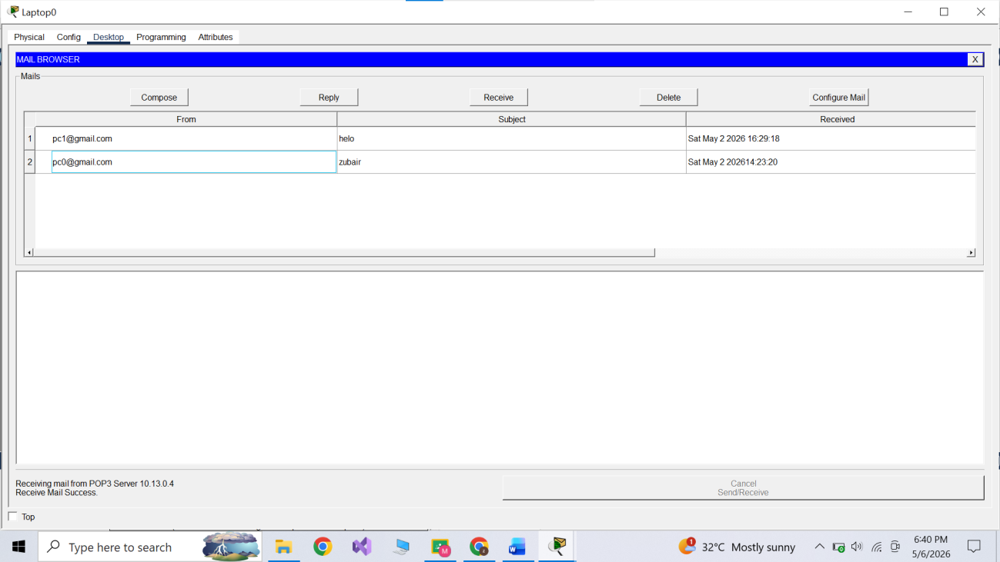 Laptop0
Physical Config Desktop Programming Attributes
MAIL BROWSER X
Mails
Compose Reply Receive Delete Configure Mail
From Subject Received
1 pc1@gmail.com helo Sat May 2 2026 16:29:18
2 pc0@gmail.com zubair Sat May 2 202614:23:20
Receiving mail from POP3 Server 10.13.0.4
Receive Mail Success.
Cancel
Send/Receive
Top
Type here to search
1
32°C Mostly sunny
6:40 PM
5/6/2026